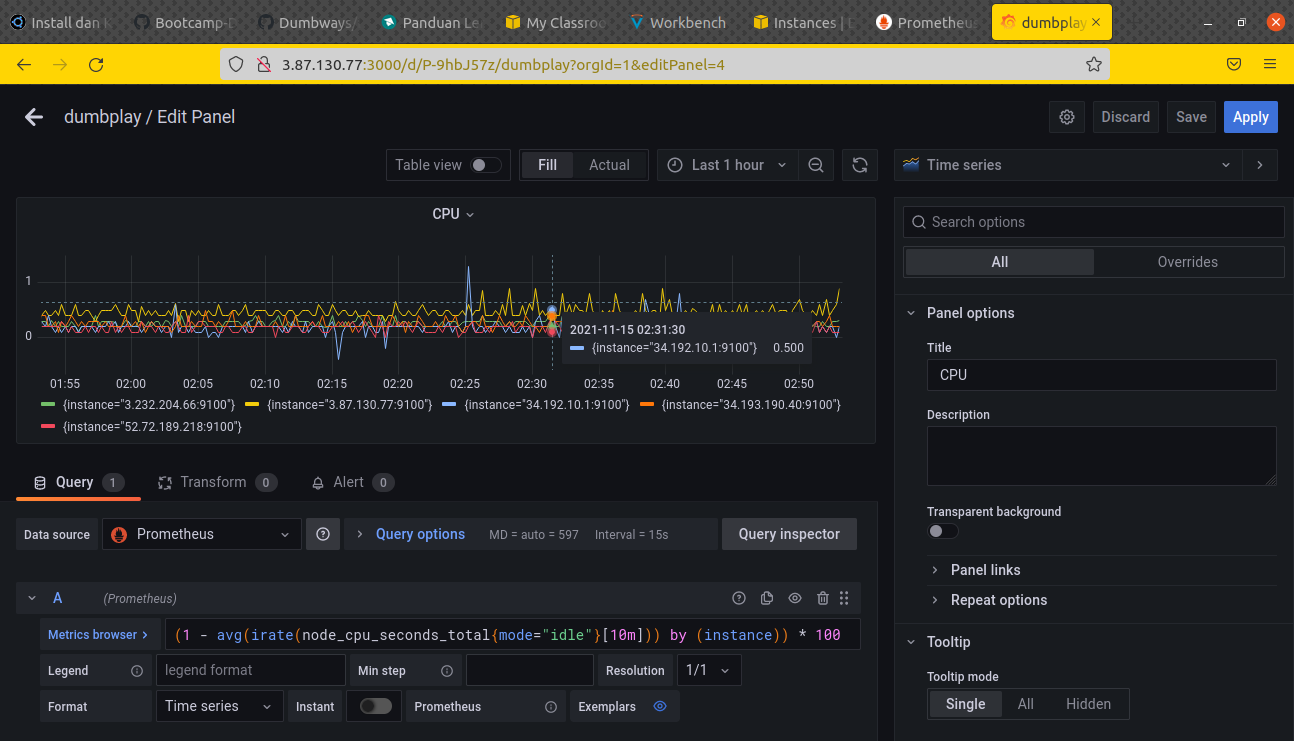 Install dan K
Bootcamp-D
Dumbways/
Panduan Le
My Classroo
Workbench
Instances |
Prometheus
dumbplay
3.87.130.77:3000/d/P-9hbJ57z/dumbplay?orgId=1&editPanel=4
dumbplay / Edit Panel
Discard
Save
Apply
Table view
Fill
Actual
Last 1 hour
Time series
CPU
Search options
All
Overrides
1
0
2021-11-15 02:31:30
{instance="34.192.10.1:9100"} 0.500
01:55 02:00 02:05 02:10 02:15 02:20 02:25 02:30 02:35 02:40 02:45 02:50
{instance="3.232.204.66:9100"} {instance="3.87.130.77:9100"} {instance="34.192.10.1:9100"} {instance="34.193.190.40:9100"}
{instance="52.72.189.218:9100"}
Panel options
Title
CPU
Description
Transparent background
Panel links
Repeat options
Tooltip
Tooltip mode
Single
All
Hidden
Query 1
Transform 0
Alert 0
Data source
Prometheus
Query options
MD = auto = 597
Interval = 15s
Query inspector
A
(Prometheus)
Metrics browser >
(1 - avg(irate(node_cpu_seconds_total{mode="idle"}[10m])) by (instance)) * 100
Legend
legend format
Min step
Resolution
1/1
Format
Time series
Instant
Prometheus
Exemplars